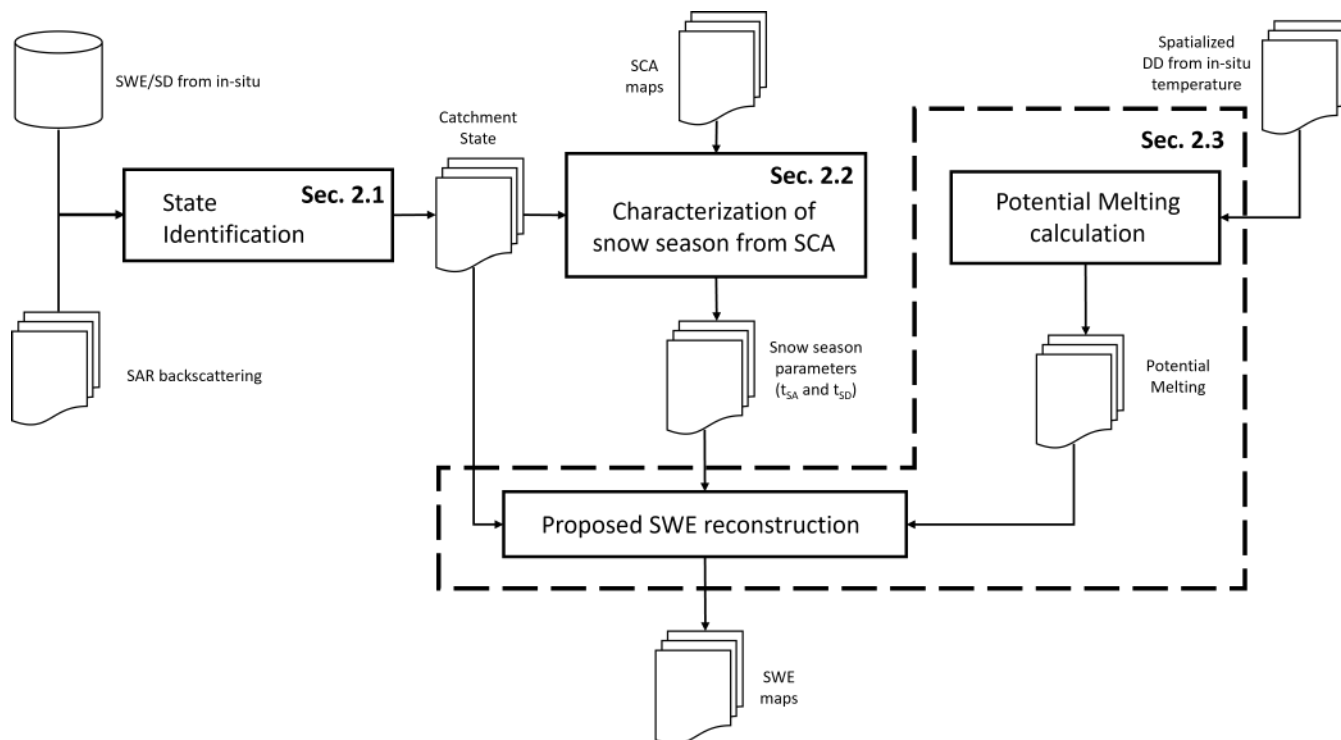 SWE/SD from in-situ
SCA
maps
Spatialized
DD from in-situ
temperature
Catchment
State
Sec. 2.1
State
Identification
Sec. 2.2
Characterization of
snow season from SCA
Sec. 2.3
Potential Melting
calculation
SAR backscattering
Snow season
parameters
(t_SA and t_SD)
Potential
Melting
Proposed SWE reconstruction
SWE
maps